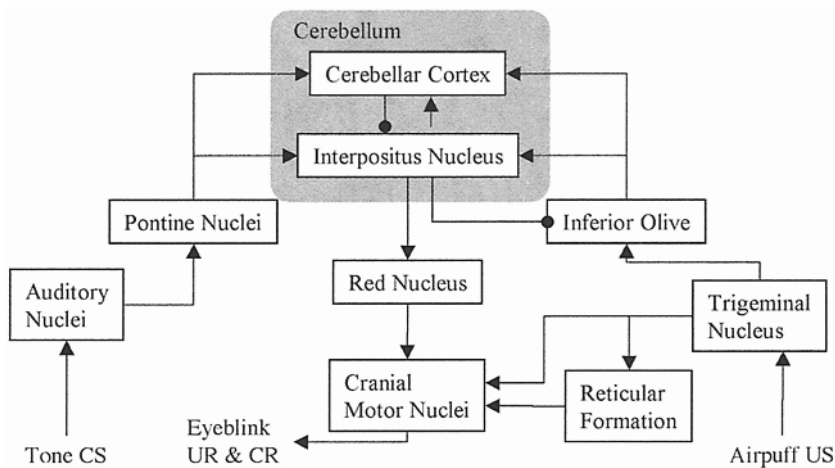 Cerebellum
Cerebellar Cortex
Interpositus Nucleus
Pontine Nuclei
Inferior Olive
Auditory
Nuclei
Red Nucleus
Trigeminal
Nucleus
Cranial
Motor Nuclei
Reticular
Formation
Tone CS
Eyeblink
UR & CR
Airpuff US